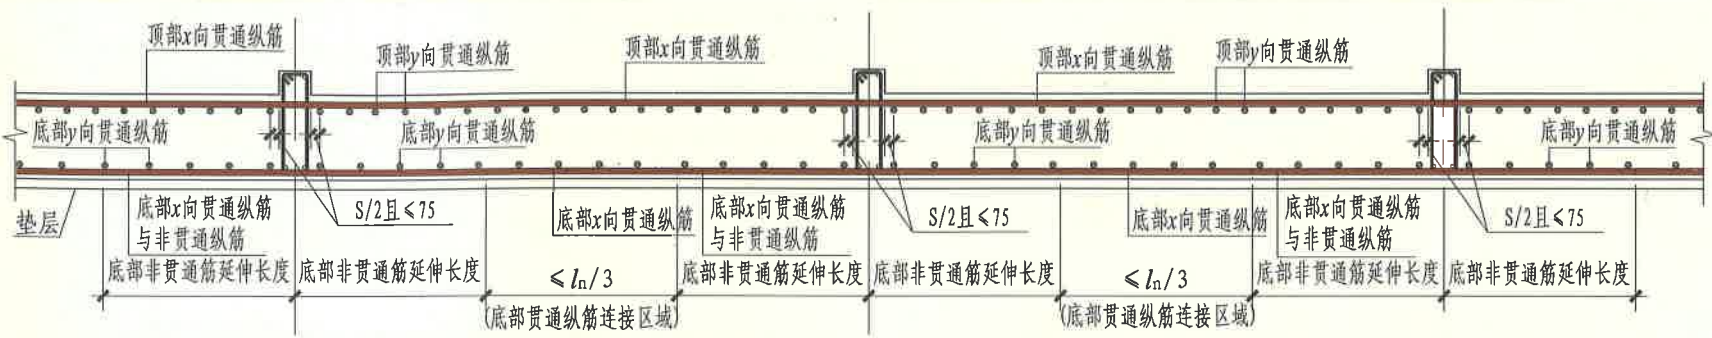 顶部x向贯通纵筋
顶部y向贯通纵筋
顶部x向贯通纵筋
顶部x向贯通纵筋
顶部y向贯通纵筋
底部y向贯通纵筋
底部y向贯通纵筋
底部y向贯通纵筋
底部y向贯通纵筋
垫层
底部x向贯通纵筋
与非贯通纵筋
S/2且≤75
底部x向贯通纵筋
底部x向贯通纵筋
与非贯通纵筋
S/2且≤75
底部x向贯通纵筋
底部x向贯通纵筋
与非贯通纵筋
S/2且≤75
底部非贯通筋延伸长度
底部非贯通筋延伸长度
≤ln/3
(底部贯通纵筋连接区域)
底部非贯通筋延伸长度
底部非贯通筋延伸长度
≤ln/3
(底部贯通纵筋连接区域)
底部非贯通筋延伸长度
底部非贯通筋延伸长度